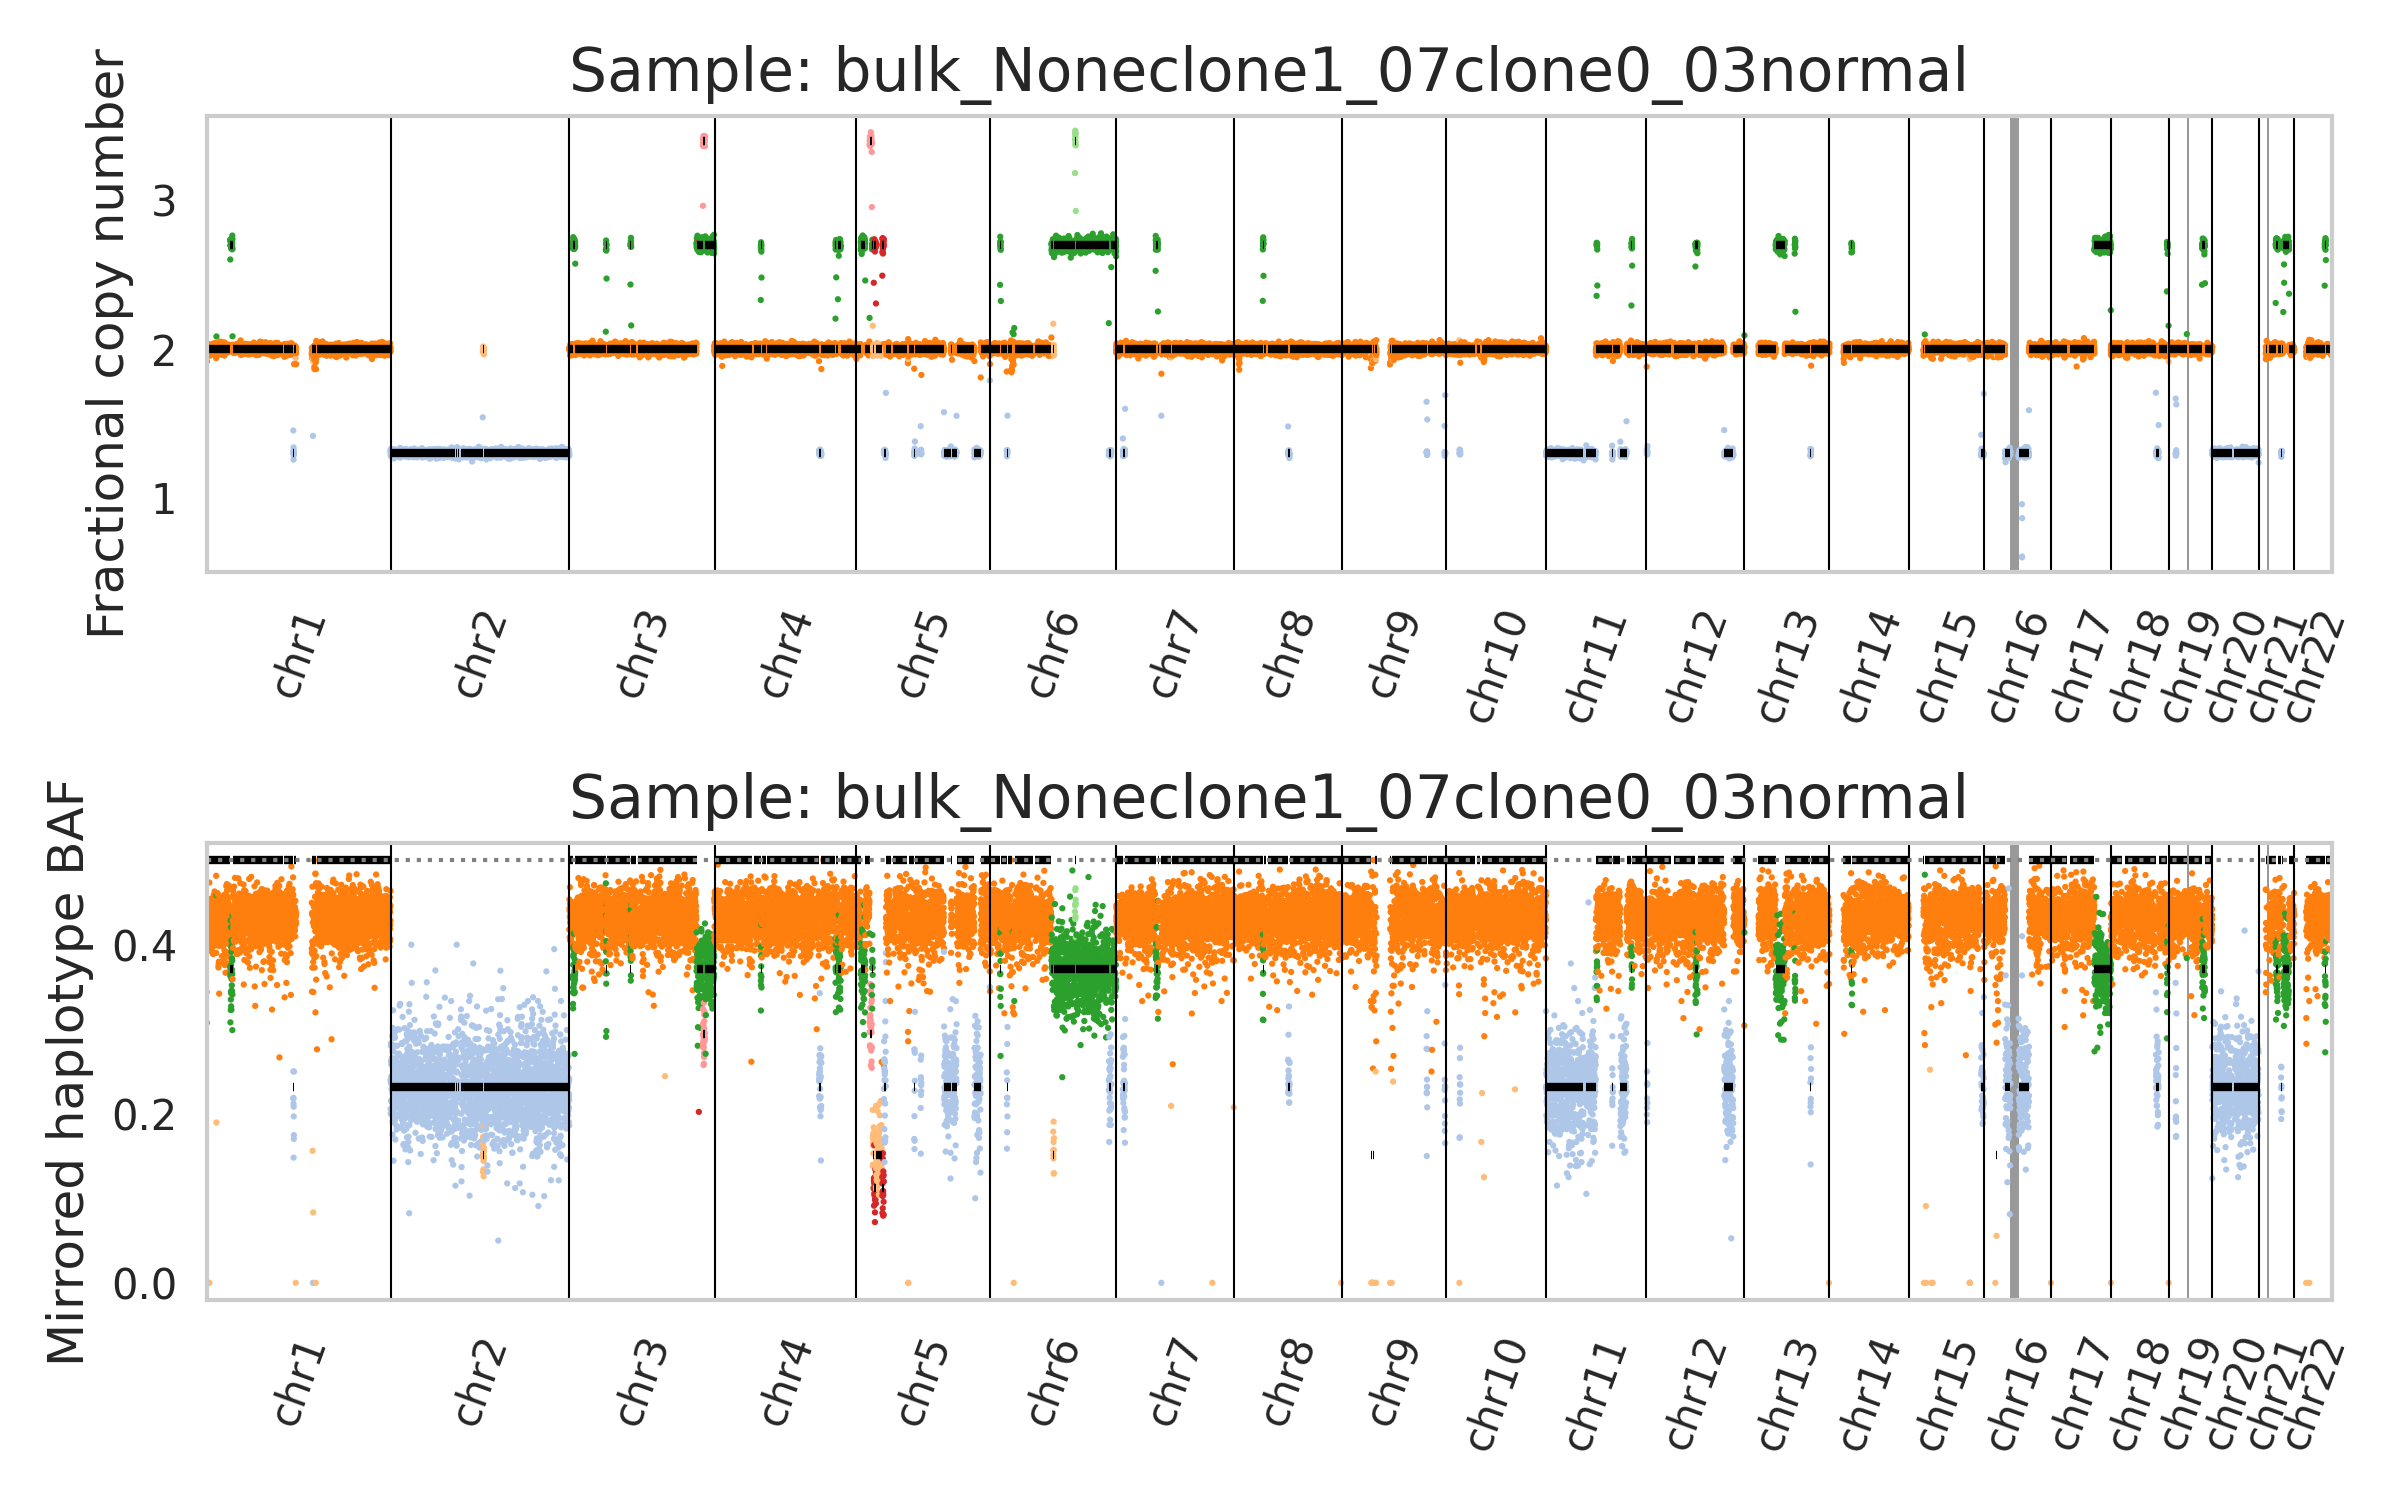 Sample: bulk_Noneclone1_07clone0_03normal
Fractional copy number
3
2
1
chr1 chr2 chr3 chr4 chr5 chr6 chr7 chr8 chr9 chr10 chr11 chr12 chr13 chr14 chr15 chr16 chr17 chr18 chr19 chr20 chr21 chr22
Sample: bulk_Noneclone1_07clone0_03normal
Mirrored haplotype BAF
0.4
0.2
0.0
chr1 chr2 chr3 chr4 chr5 chr6 chr7 chr8 chr9 chr10 chr11 chr12 chr13 chr14 chr15 chr16 chr17 chr18 chr19 chr20 chr21 chr22